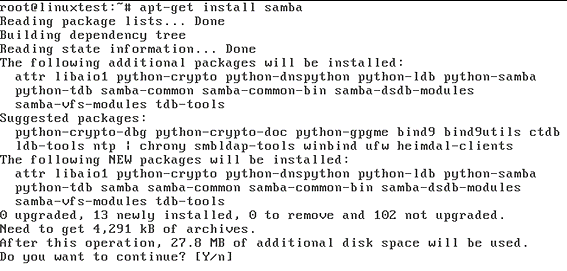 root@linuxtest:~# apt-get install samba
Reading package lists... Done
Building dependency tree
Reading state information... Done
The following additional packages will be installed:
  attr libaio1 python-crypto python-dnspython python-ldb python-samba
  python-tdb samba-common samba-common-bin samba-dsdb-modules
  samba-vfs-modules tdb-tools
Suggested packages:
  python-crypto-dbg python-crypto-doc python-gpgme bind9 bind9utils ctdb
  ldb-tools ntp | chrony smbldap-tools winbind ufw heimdal-clients
The following NEW packages will be installed:
  attr libaio1 python-crypto python-dnspython python-ldb python-samba
  python-tdb samba samba-common samba-common-bin samba-dsdb-modules
  samba-vfs-modules tdb-tools
0 upgraded, 13 newly installed, 0 to remove and 102 not upgraded.
Need to get 4,291 kB of archives.
After this operation, 27.8 MB of additional disk space will be used.
Do you want to continue? [Y/n]